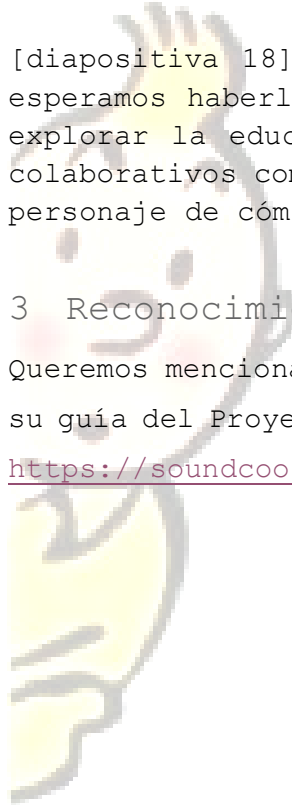 [diapositiva 18]
esperamos haberl
explorar la educ
colaborativos co
personaje de cóm
3 Reconocimi
Queremos menciona
su guía del Proye
https://soundcoo